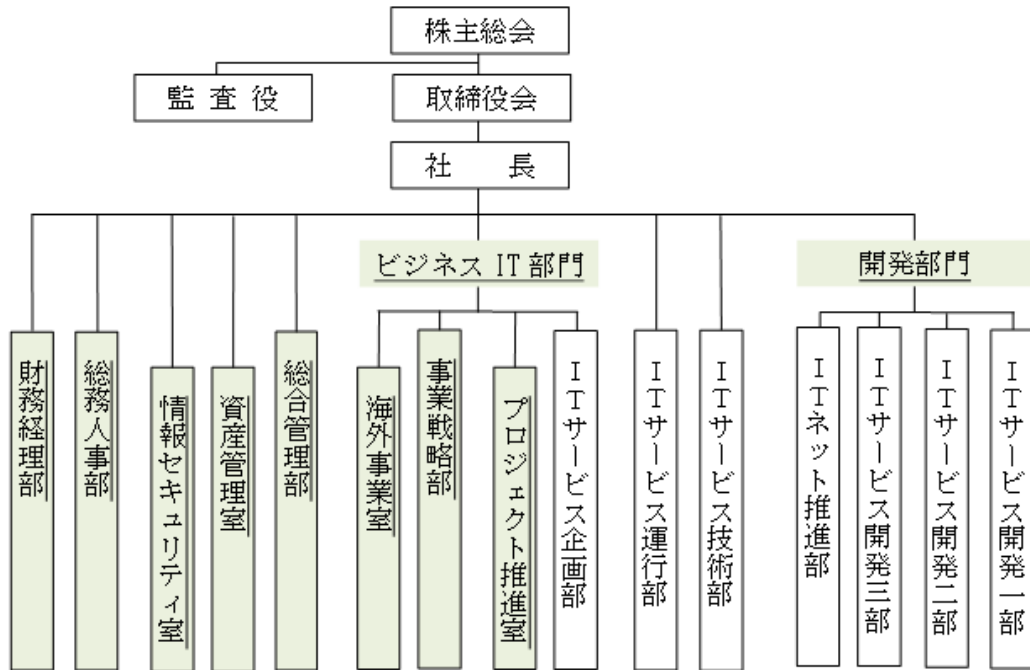 株主総会
監査役
取締役会
社長
ビジネスIT部門
開発部門
財務経理部
総務人事部
情報セキュリティ室
資産管理室
総合管理部
海外事業室
事業戦略部
プロジェクト推進室
ITサービス企画部
ITサービス運行部
ITサービス技術部
ITネット推進部
ITサービス開発三部
ITサービス開発二部
ITサービス開発一部